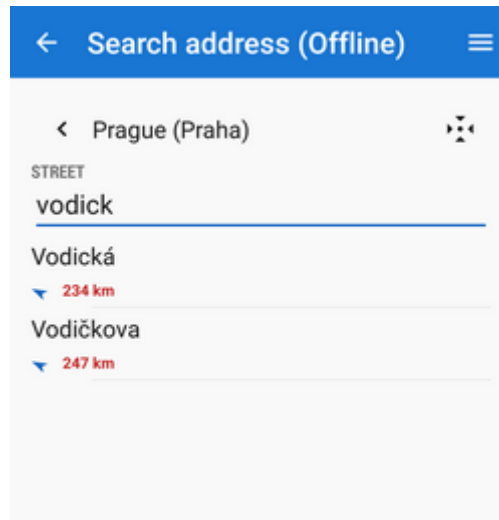 Search address (Offline)
Prague (Praha)
STREET
vodick
Vodická
234 km
Vodičkova
247 km